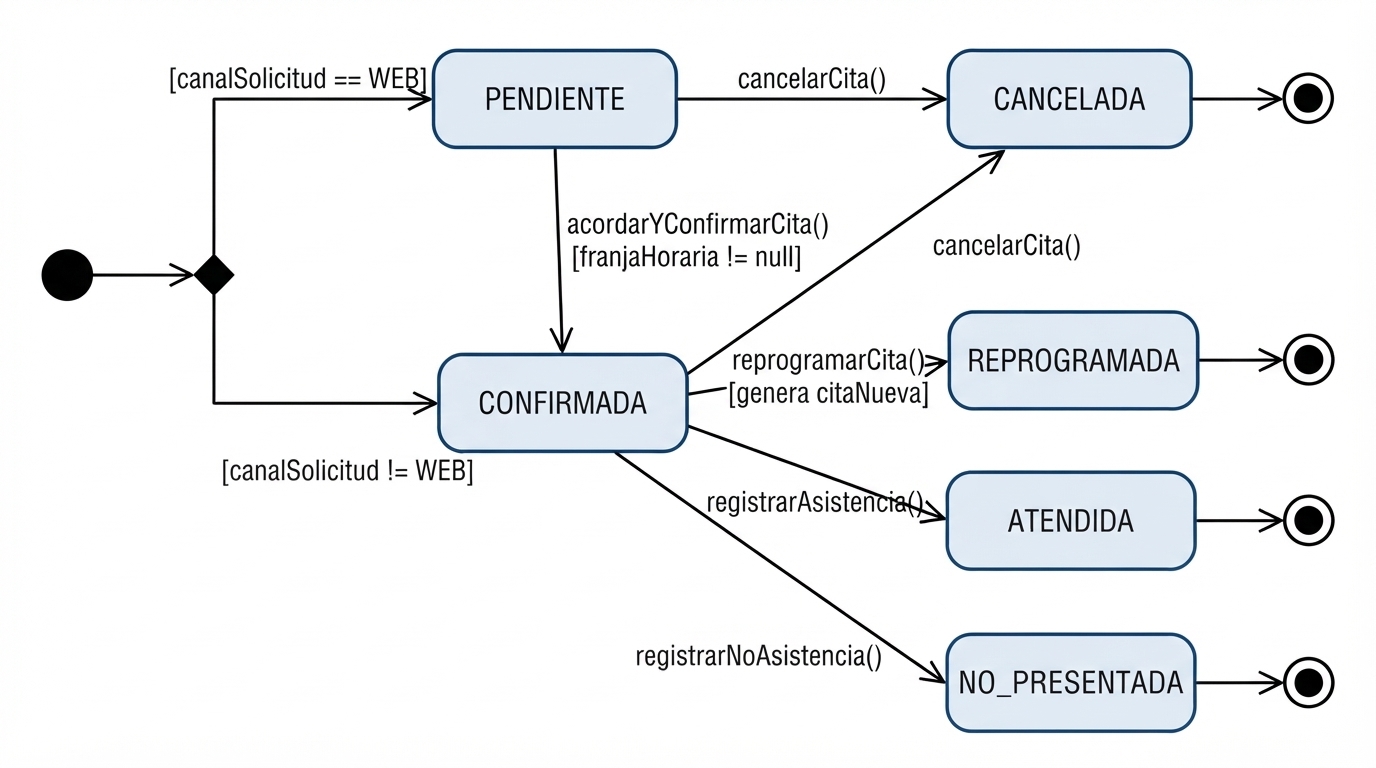 [canalSolicitud == WEB]
PENDIENTE
cancelarCita()
CANCELADA
acordarYConfirmarCita()
[franjaHoraria != null]
cancelarCita()
CONFIRMADA
reprogramarCita()
[genera citaNueva]
REPROGRAMADA
[canalSolicitud != WEB]
registrarAsistencia()
ATENDIDA
registrarNoAsistencia()
NO_PRESENTADA